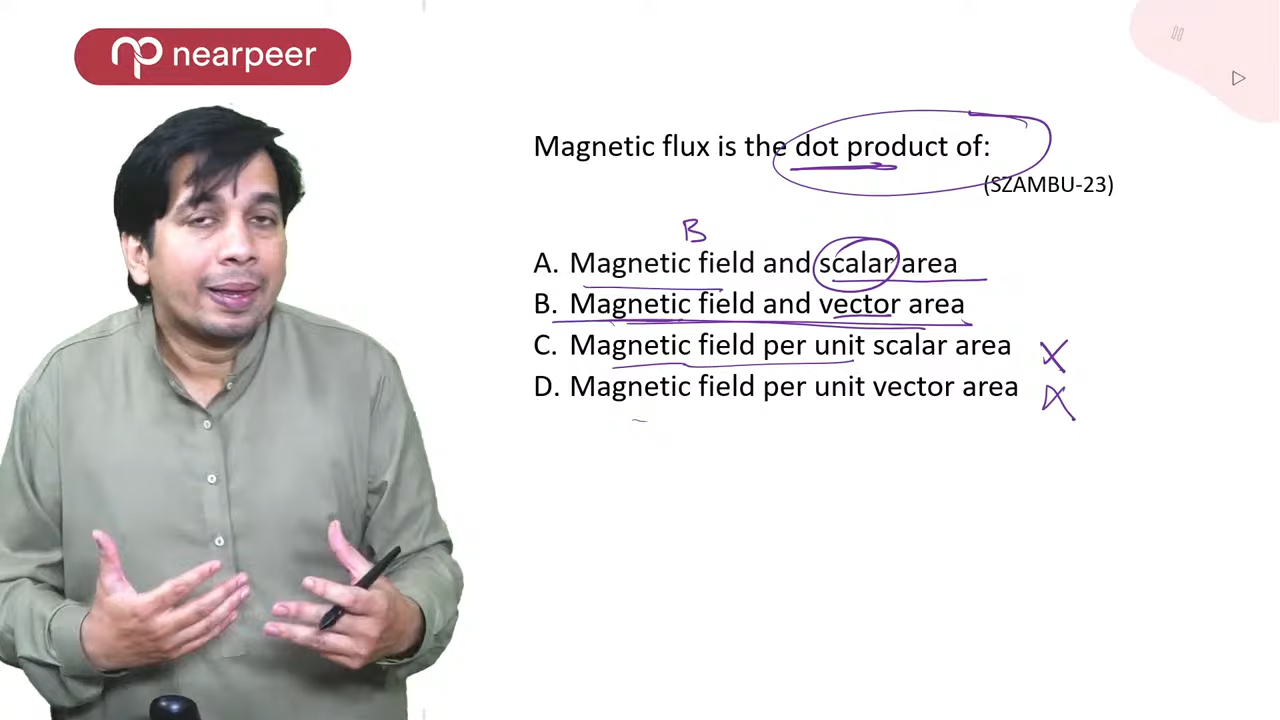 nearpeer
Magnetic flux is the dot product of:
(SZAMBU-23)
B
A. Magnetic field and scalar area
B. Magnetic field and vector area
C. Magnetic field per unit scalar area
D. Magnetic field per unit vector area